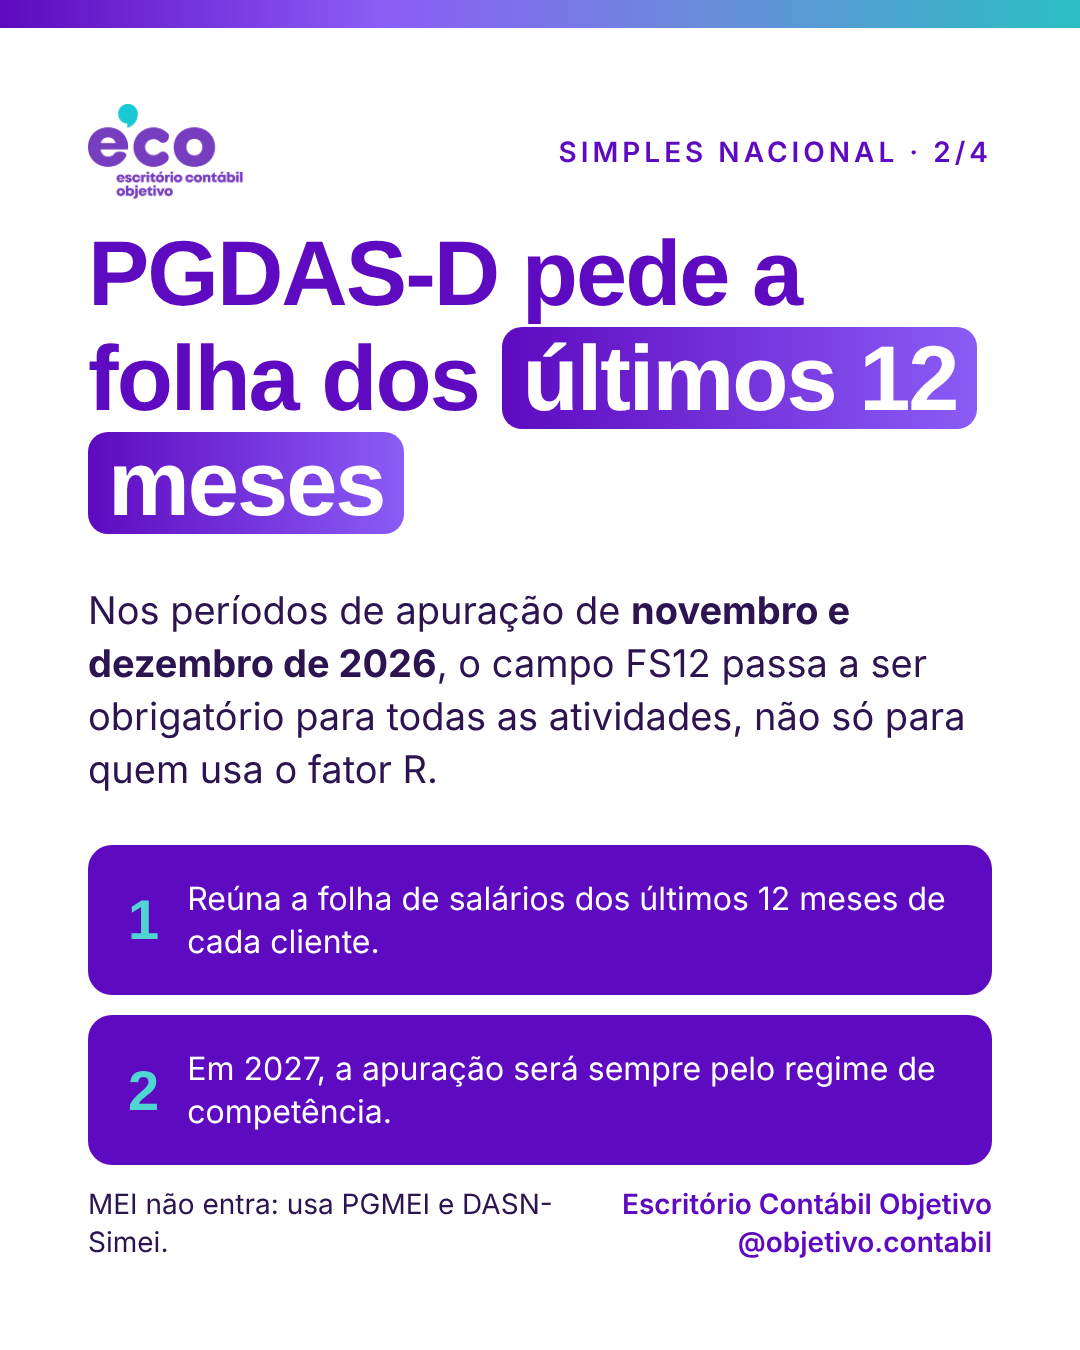 eco
escritório contábil
objetivo
SIMPLES NACIONAL · 2/4
PGDAS-D pede a
folha dos últimos 12
meses
Nos períodos de apuração de novembro e
dezembro de 2026, o campo FS12 passa a ser
obrigatório para todas as atividades, não só para
quem usa o fator R.
1
Reúna a folha de salários dos últimos 12 meses de
cada cliente.
2
Em 2027, a apuração será sempre pelo regime de
competência.
MEI não entra: usa PGMEI e DASN-
Simei.
Escritório Contábil Objetivo
@objetivo.contabil